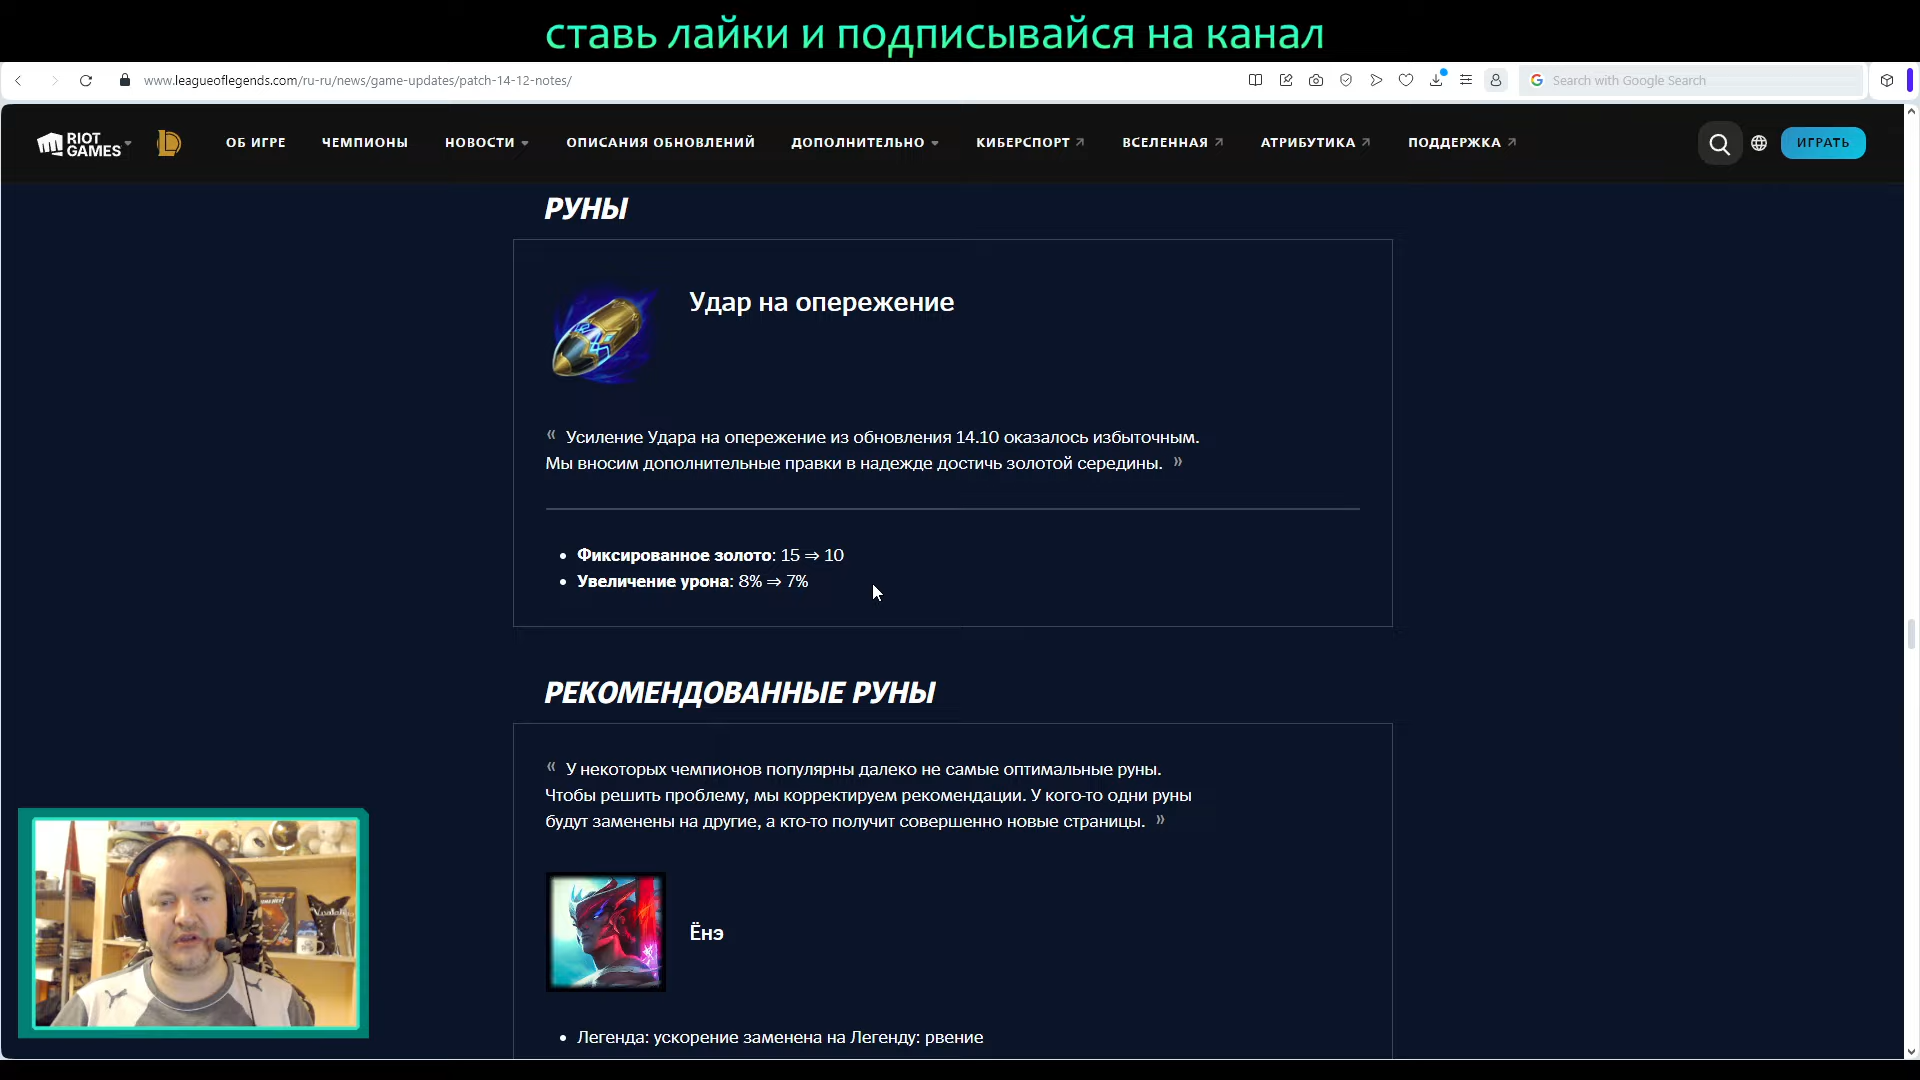 ставь лайки и подписывайся на канал
www.leagueoflegends.com/ru-ru/news/game-updates/patch-14-12-notes/
Search with Google Search
RIOT GAMES
ОБ ИГРЕ
ЧЕМПИОНЫ
НОВОСТИ
ОПИСАНИЯ ОБНОВЛЕНИЙ
ДОПОЛНИТЕЛЬНО
КИБЕРСПОРТ
ВСЕЛЕННАЯ
АТРИБУТИКА
ПОДДЕРЖКА
ИГРАТЬ
РУНЫ
Удар на опережение
« Усиление Удара на опережение из обновления 14.10 оказалось избыточным.
Мы вносим дополнительные правки в надежде достичь золотой середины. »
• Фиксированное золото: 15 ⇒ 10
• Увеличение урона: 8% ⇒ 7%
РЕКОМЕНДОВАННЫЕ РУНЫ
« У некоторых чемпионов популярны далеко не самые оптимальные руны.
Чтобы решить проблему, мы корректируем рекомендации. У кого-то одни руны
будут заменены на другие, а кто-то получит совершенно новые страницы. »
Ёнэ
• Легенда: ускорение заменена на Легенду: рвение